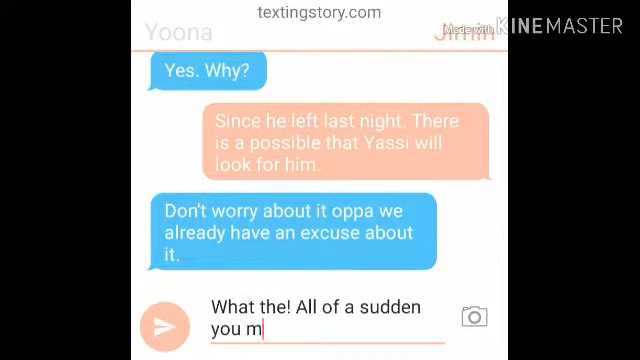 textingstory.com
Yoona
Jimin
Made with KINEMASTER
Yes. Why?
Since he left last night. There
is a possible that Yassi will
look for him.
Don't worry about it oppa we
already have an excuse about
it.
What the! All of a sudden
you m